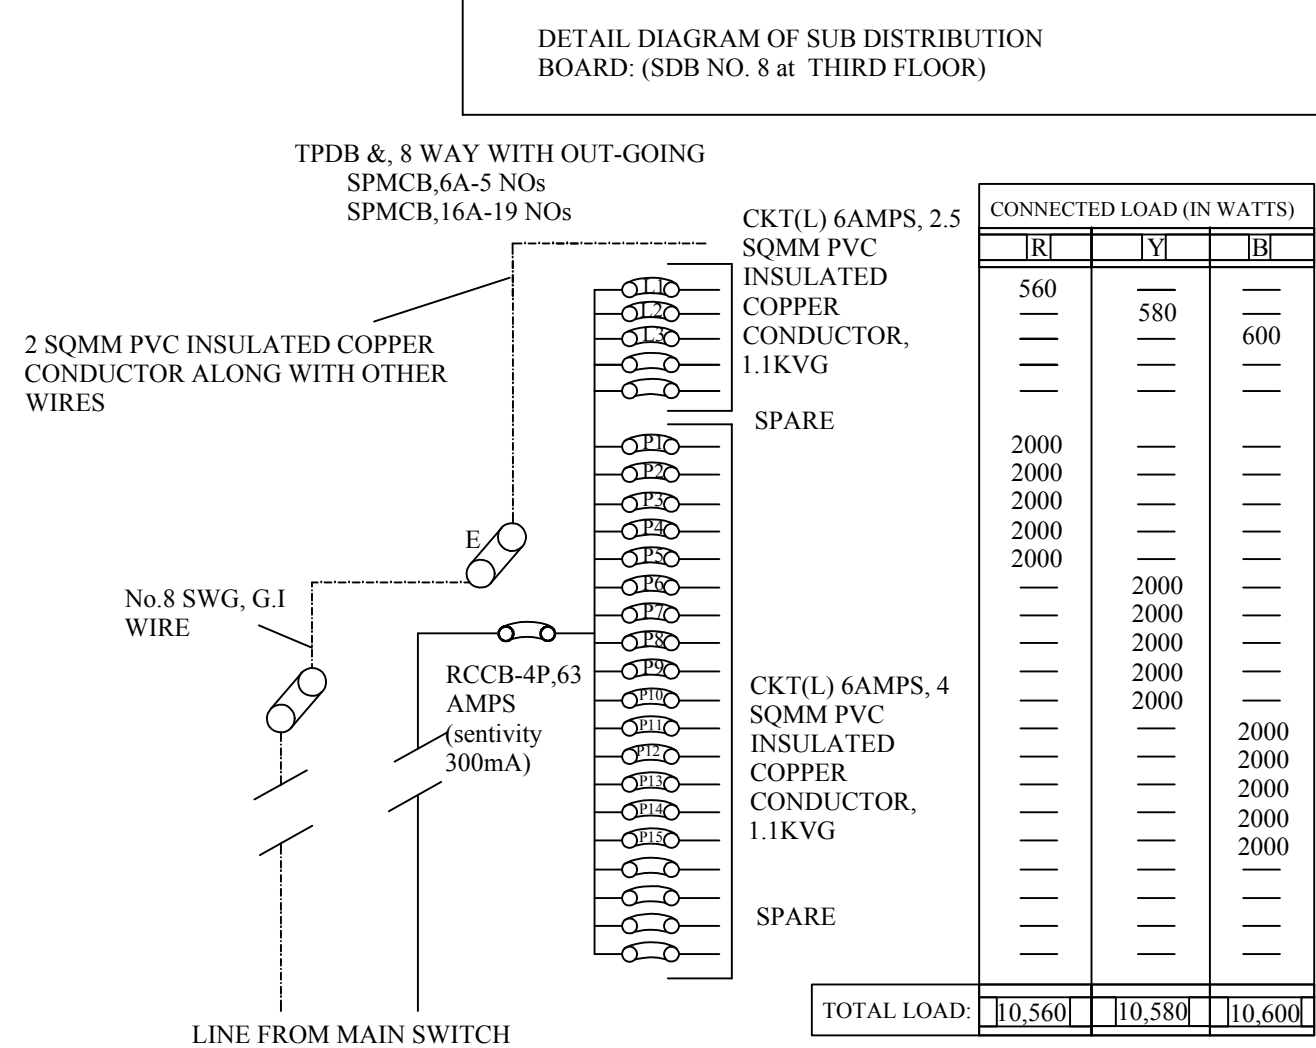 DETAIL DIAGRAM OF SUB DISTRIBUTION
BOARD: (SDB NO. 8 at THIRD FLOOR)
TPDB &, 8 WAY WITH OUT-GOING
SPMCB,6A-5 NOs
SPMCB,16A-19 NOs
2 SQMM PVC INSULATED COPPER
CONDUCTOR ALONG WITH OTHER
WIRES
E
No.8 SWG, G.I
WIRE
RCCB-4P,63
AMPS
(sentivity
300mA)
LINE FROM MAIN SWITCH
L1
L2
L3
P1
P2
P3
P4
P5
P6
P7
P8
P9
P10
P11
P12
P13
P14
P15
CKT(L) 6AMPS, 2.5
SQMM PVC
INSULATED
COPPER
CONDUCTOR,
1.1KVG
SPARE
CKT(L) 6AMPS, 4
SQMM PVC
INSULATED
COPPER
CONDUCTOR,
1.1KVG
SPARE
CONNECTED LOAD (IN WATTS)
R Y B
560 — —
— 580 —
— — 600
— — —
— — —
2000 — —
2000 — —
2000 — —
2000 — —
2000 — —
— 2000 —
— 2000 —
— 2000 —
— 2000 —
— 2000 —
— — 2000
— — 2000
— — 2000
— — 2000
— — 2000
— — —
— — —
— — —
— — —
TOTAL LOAD: 10,560 10,580 10,600